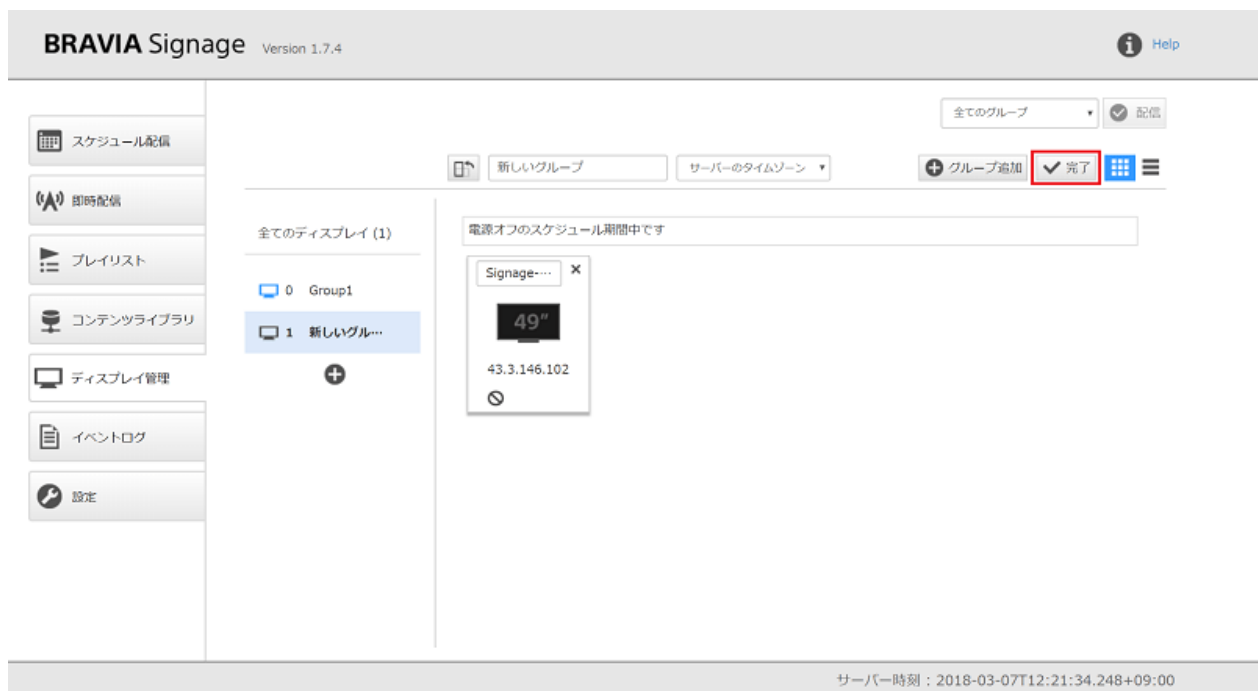 BRAVIA Signage Version 1.7.4
Help
全てのグループ
配信
スケジュール配信
新しいグループ
サーバーのタイムゾーン
グループ追加
完了
即時配信
全てのディスプレイ (1)
電源オフのスケジュール期間中です
プレイリスト
Signage-…
0 Group1
コンテンツライブラリ
49"
1 新しいグル…
ディスプレイ管理
43.3.146.102
イベントログ
設定
サーバー時刻 : 2018-03-07T12:21:34.248+09:00